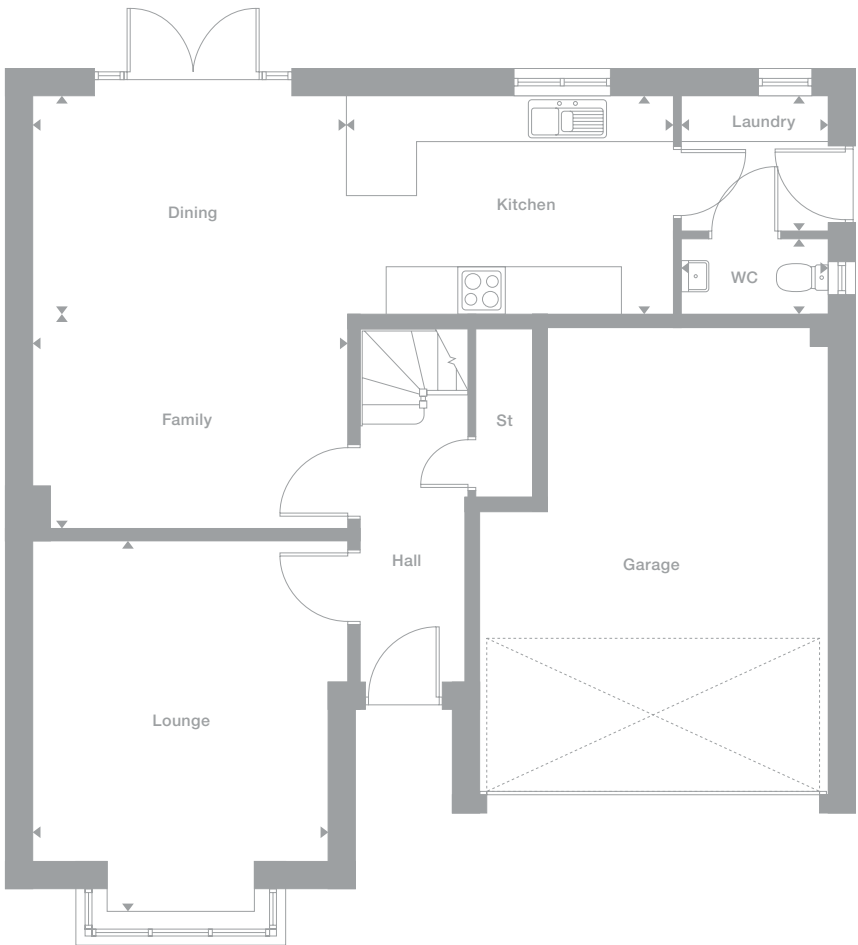 Laundry
Dining
Kitchen
WC
Family
St
Hall
Garage
Lounge